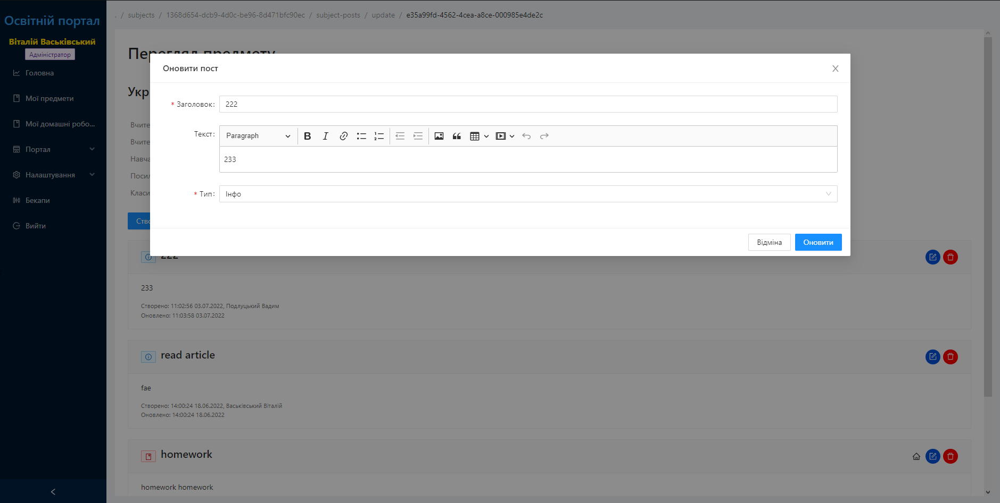 Освітній портал
Віталій Васьківський
Адміністратор
Головна
Мої предмети
Мої домашні робо...
Портал
Налаштування
Бекапи
Вийти
. / subjects / 1368d654-dcb9-4d0c-be96-8d471bfc90ec / subject-posts / update / e35a99fd-4562-4cea-a8ce-000985e4de2c
Перегляд предмету
Укр
Вчите
Вчите
Навча
Посил
Класи
Ство
Оновити пост
* Заголовок: 222
Текст: Paragraph
233
* Тип: Інфо
Відміна Оновити
222
233
Створено: 11:02:56 03.07.2022, Подлуцький Вадим
Оновлено: 11:03:58 03.07.2022
read article
fae
Створено: 14:00:24 18.06.2022, Васьківський Віталій
Оновлено: 14:00:24 18.06.2022
homework
homework homework